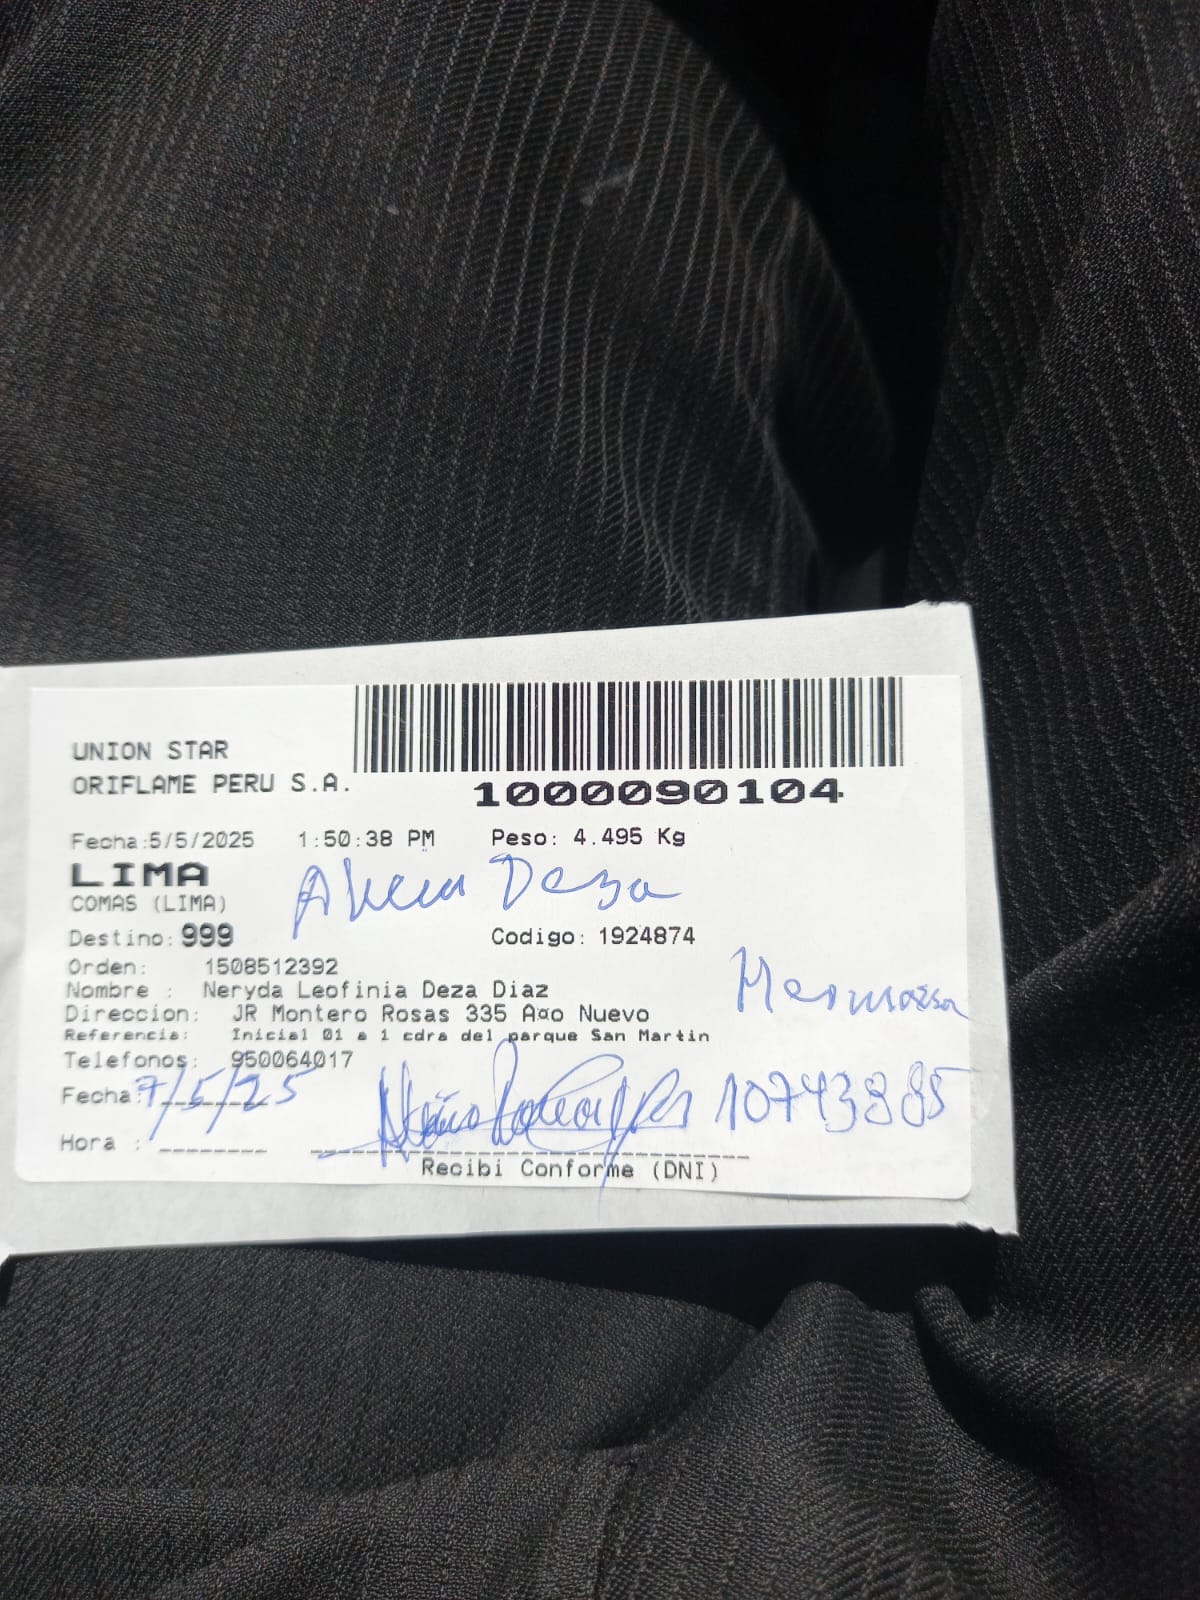 UNION STAR
ORIFLAME PERU S.A.
1000090104
Fecha:5/5/2025 1:50:38 PM Peso: 4.495 Kg
LIMA
COMAS (LIMA)
Deza
Destino: 999 Codigo: 1924874
Orden: 1508512392
Nombre : Neryda Leofinia Deza Diaz
Direccion: JR Montero Rosas 335 A¤o Nuevo
Referencia: Inicial 01 a 1 cdra del parque San Martin
Telefonos: 950064017
Fecha: 7/5/25
10743885
Hora :
Recibi Conforme (DNI)